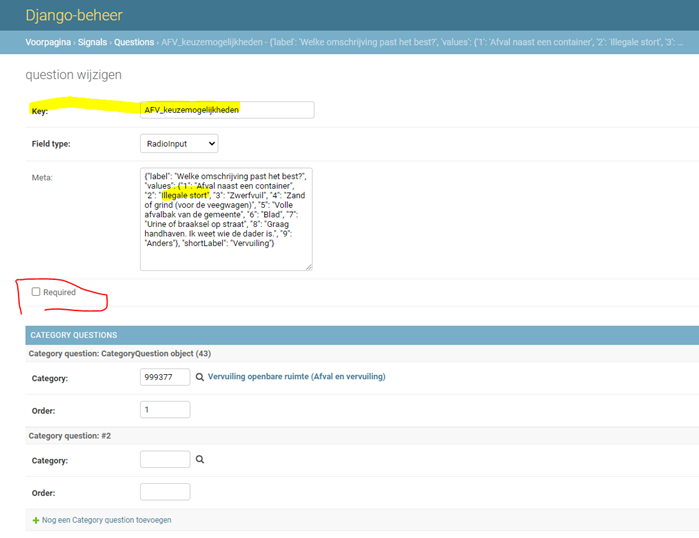 Django-beheer
Voorpagina › Signals › Questions › AFV_keuzemogelijkheden - {'label': 'Welke omschrijving past het best?', 'values': {'1': 'Afval naast een container', '2': 'Illegale stort', '3': ...
question wijzigen
Key: AFV_keuzemogelijkheden
Field type: RadioInput
Meta: {"label": "Welke omschrijving past het best?",
"values": {"1": "Afval naast een container",
"2": "Illegale stort", "3": "Zwerfvuil", "4": "Zand
of grind (voor de veegwagen)", "5": "Volle
afvalbak van de gemeente", "6": "Blad", "7":
"Urine of braaksel op straat", "8": "Graag
handhaven. Ik weet wie de dader is.", "9":
"Anders"}, "shortLabel": "Vervuiling"}
Required
CATEGORY QUESTIONS
Category question: CategoryQuestion object (43)
Category: 999377 Vervuiling openbare ruimte (Afval en vervuiling)
Order: 1
Category question: #2
Category:
Order:
Nog een Category question toevoegen